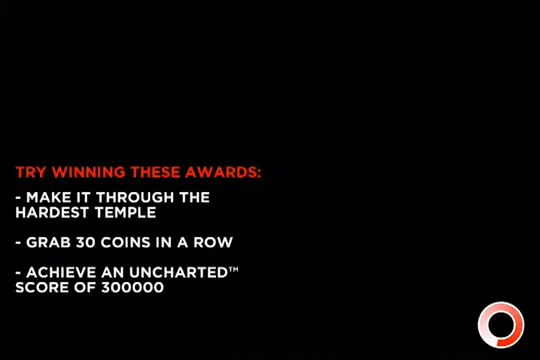 TRY WINNING THESE AWARDS:
- MAKE IT THROUGH THE
HARDEST TEMPLE
- GRAB 30 COINS IN A ROW
- ACHIEVE AN UNCHARTED™
SCORE OF 300000